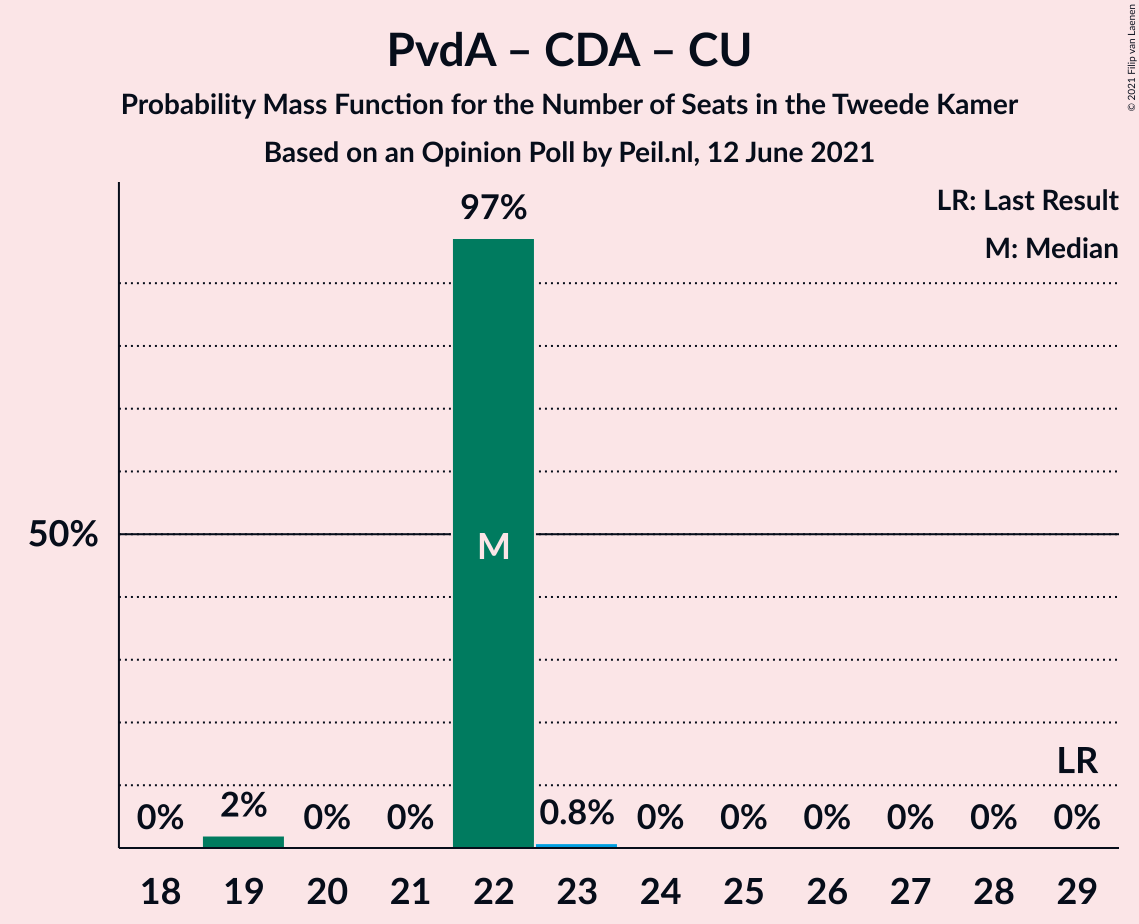 PvdA – CDA – CU
Probability Mass Function for the Number of Seats in the Tweede Kamer
Based on an Opinion Poll by Peil.nl, 12 June 2021
© 2021 Filip van Laenen
LR: Last Result
M: Median
97%
50%
M
LR
0% 2% 0% 0% 0.8% 0% 0% 0% 0% 0% 0%
18 19 20 21 22 23 24 25 26 27 28 29